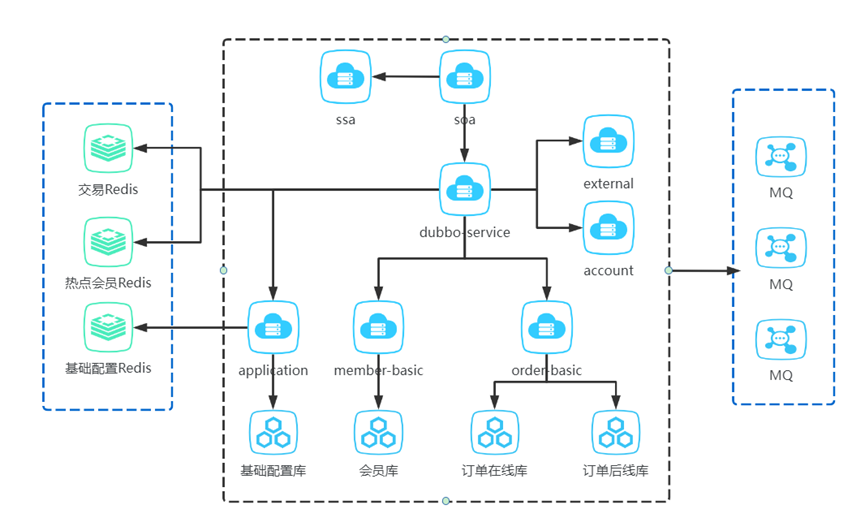 ssa
soa
交易Redis
external
MQ
dubbo-service
热点会员Redis
account
MQ
基础配置Redis
application
member-basic
order-basic
MQ
基础配置库
会员库
订单在线库
订单后线库